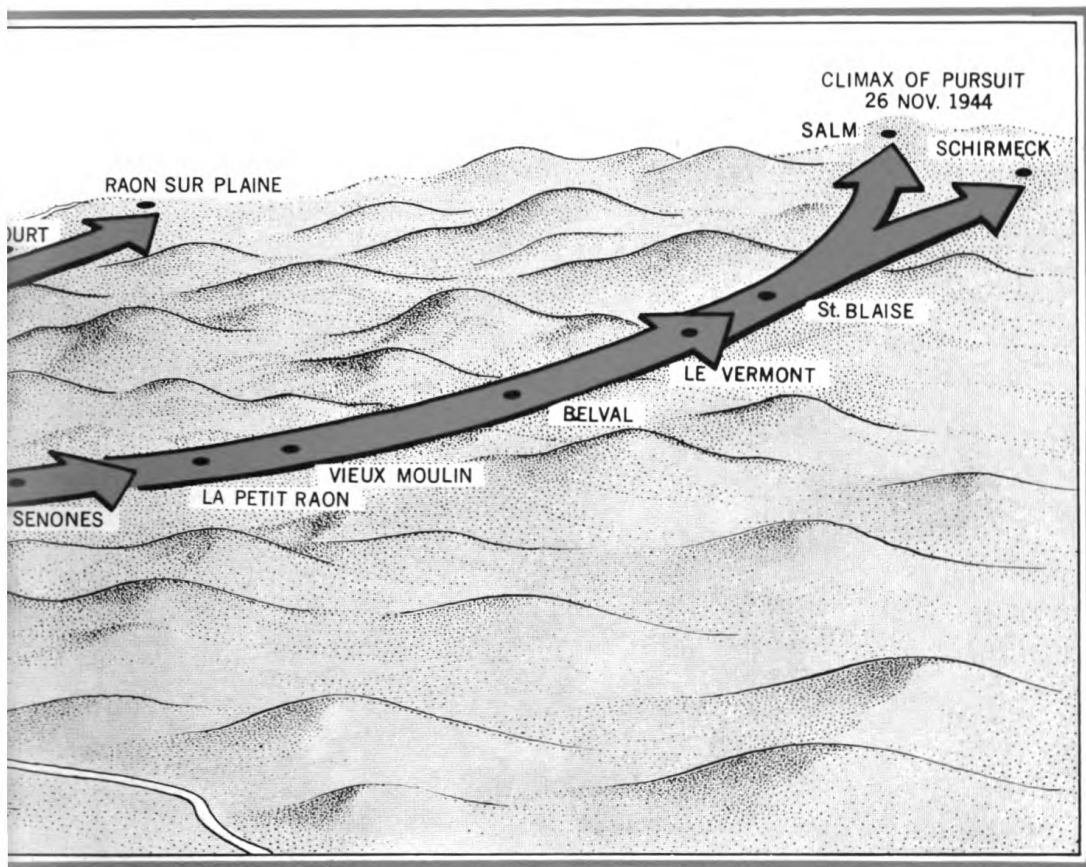 CLIMAX OF PURSUIT
26 NOV. 1944
SALM
SCHIRMECK
RAON SUR PLAINE
OURT
St. BLAISE
LE VERMONT
BELVAL
VIEUX MOULIN
LA PETIT RAON
SENONES